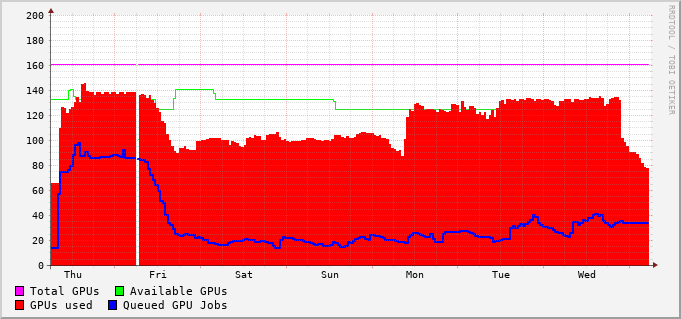 200
180
160
140
120
100
80
60
40
20
0
Thu Fri Sat Sun Mon Tue Wed
Total GPUs Available GPUs
GPUs used Queued GPU Jobs
RRDTOOL / TOBI OETIKER